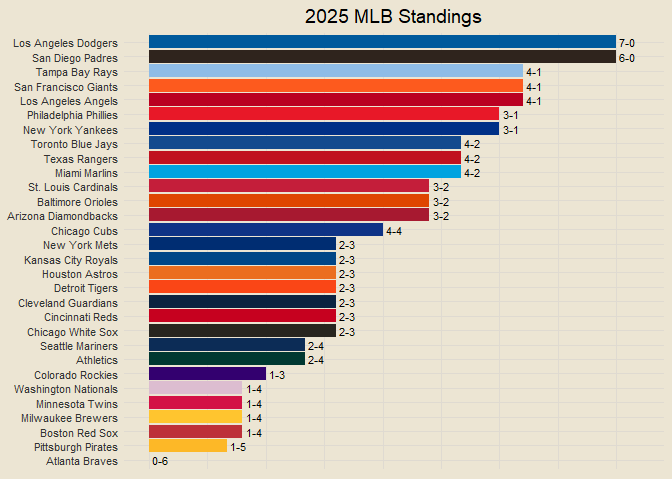 2025 MLB Standings
Los Angeles Dodgers 7-0
San Diego Padres 6-0
Tampa Bay Rays 4-1
San Francisco Giants 4-1
Los Angeles Angels 4-1
Philadelphia Phillies 3-1
New York Yankees 3-1
Toronto Blue Jays 4-2
Texas Rangers 4-2
Miami Marlins 4-2
St. Louis Cardinals 3-2
Baltimore Orioles 3-2
Arizona Diamondbacks 3-2
Chicago Cubs 4-4
New York Mets 2-3
Kansas City Royals 2-3
Houston Astros 2-3
Detroit Tigers 2-3
Cleveland Guardians 2-3
Cincinnati Reds 2-3
Chicago White Sox 2-3
Seattle Mariners 2-4
Athletics 2-4
Colorado Rockies 1-3
Washington Nationals 1-4
Minnesota Twins 1-4
Milwaukee Brewers 1-4
Boston Red Sox 1-4
Pittsburgh Pirates 1-5
Atlanta Braves 0-6